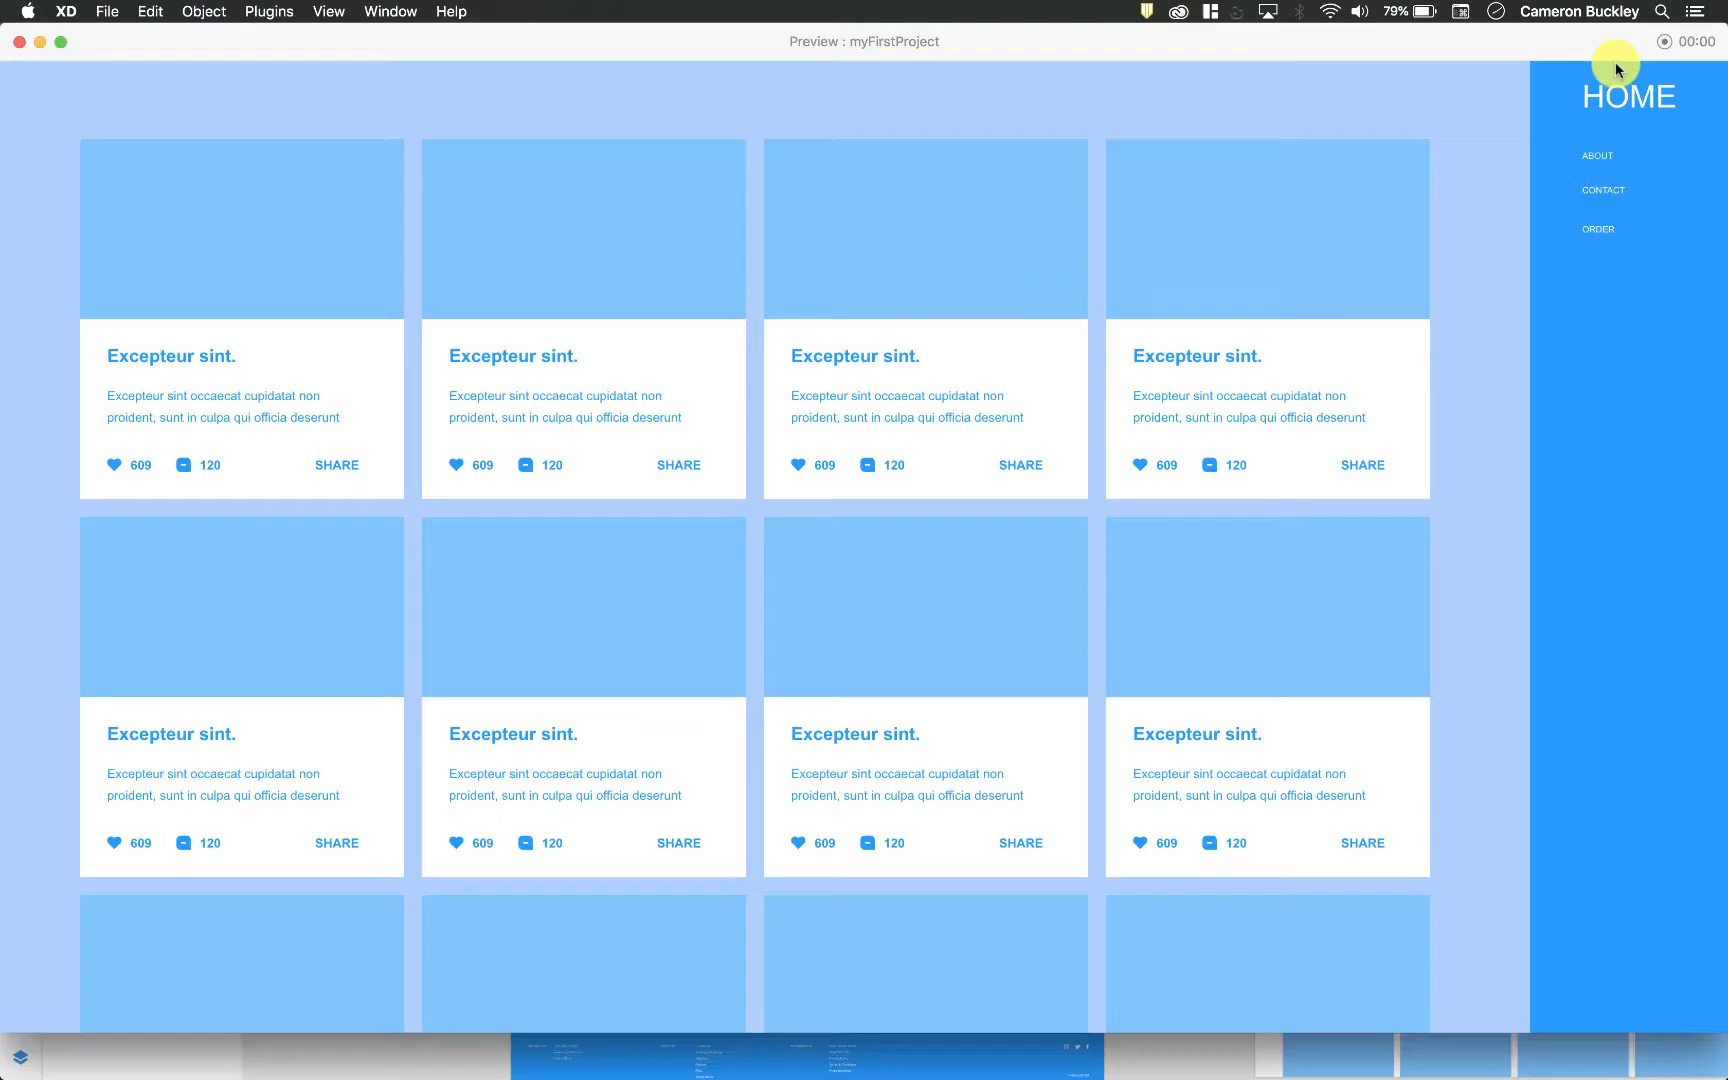 XD File Edit Object Plugins View Window Help 79% Cameron Buckley
Preview : myFirstProject 00:00
HOME
ABOUT
CONTACT
ORDER
Excepteur sint. Excepteur sint. Excepteur sint. Excepteur sint.
Excepteur sint occaecat cupidatat non Excepteur sint occaecat cupidatat non Excepteur sint occaecat cupidatat non Excepteur sint occaecat cupidatat non
proident, sunt in culpa qui officia deserunt proident, sunt in culpa qui officia deserunt proident, sunt in culpa qui officia deserunt proident, sunt in culpa qui officia deserunt
609 120 SHARE 609 120 SHARE 609 120 SHARE 609 120 SHARE
Excepteur sint. Excepteur sint. Excepteur sint. Excepteur sint.
Excepteur sint occaecat cupidatat non Excepteur sint occaecat cupidatat non Excepteur sint occaecat cupidatat non Excepteur sint occaecat cupidatat non
proident, sunt in culpa qui officia deserunt proident, sunt in culpa qui officia deserunt proident, sunt in culpa qui officia deserunt proident, sunt in culpa qui officia deserunt
609 120 SHARE 609 120 SHARE 609 120 SHARE 609 120 SHARE